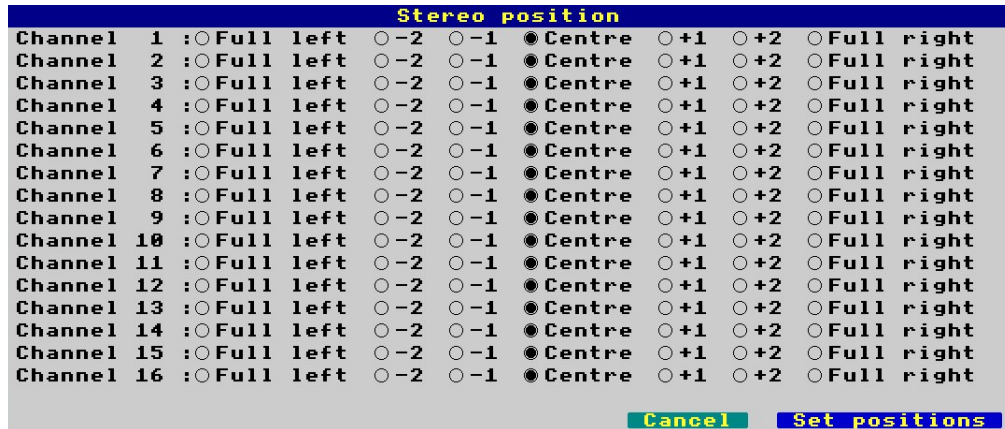 Stereo position
Channel 1 :○Full left ○-2 ○-1 ◉Centre ○+1 ○+2 ○Full right
Channel 2 :○Full left ○-2 ○-1 ◉Centre ○+1 ○+2 ○Full right
Channel 3 :○Full left ○-2 ○-1 ◉Centre ○+1 ○+2 ○Full right
Channel 4 :○Full left ○-2 ○-1 ◉Centre ○+1 ○+2 ○Full right
Channel 5 :○Full left ○-2 ○-1 ◉Centre ○+1 ○+2 ○Full right
Channel 6 :○Full left ○-2 ○-1 ◉Centre ○+1 ○+2 ○Full right
Channel 7 :○Full left ○-2 ○-1 ◉Centre ○+1 ○+2 ○Full right
Channel 8 :○Full left ○-2 ○-1 ◉Centre ○+1 ○+2 ○Full right
Channel 9 :○Full left ○-2 ○-1 ◉Centre ○+1 ○+2 ○Full right
Channel 10 :○Full left ○-2 ○-1 ◉Centre ○+1 ○+2 ○Full right
Channel 11 :○Full left ○-2 ○-1 ◉Centre ○+1 ○+2 ○Full right
Channel 12 :○Full left ○-2 ○-1 ◉Centre ○+1 ○+2 ○Full right
Channel 13 :○Full left ○-2 ○-1 ◉Centre ○+1 ○+2 ○Full right
Channel 14 :○Full left ○-2 ○-1 ◉Centre ○+1 ○+2 ○Full right
Channel 15 :○Full left ○-2 ○-1 ◉Centre ○+1 ○+2 ○Full right
Channel 16 :○Full left ○-2 ○-1 ◉Centre ○+1 ○+2 ○Full right
Cancel Set positions